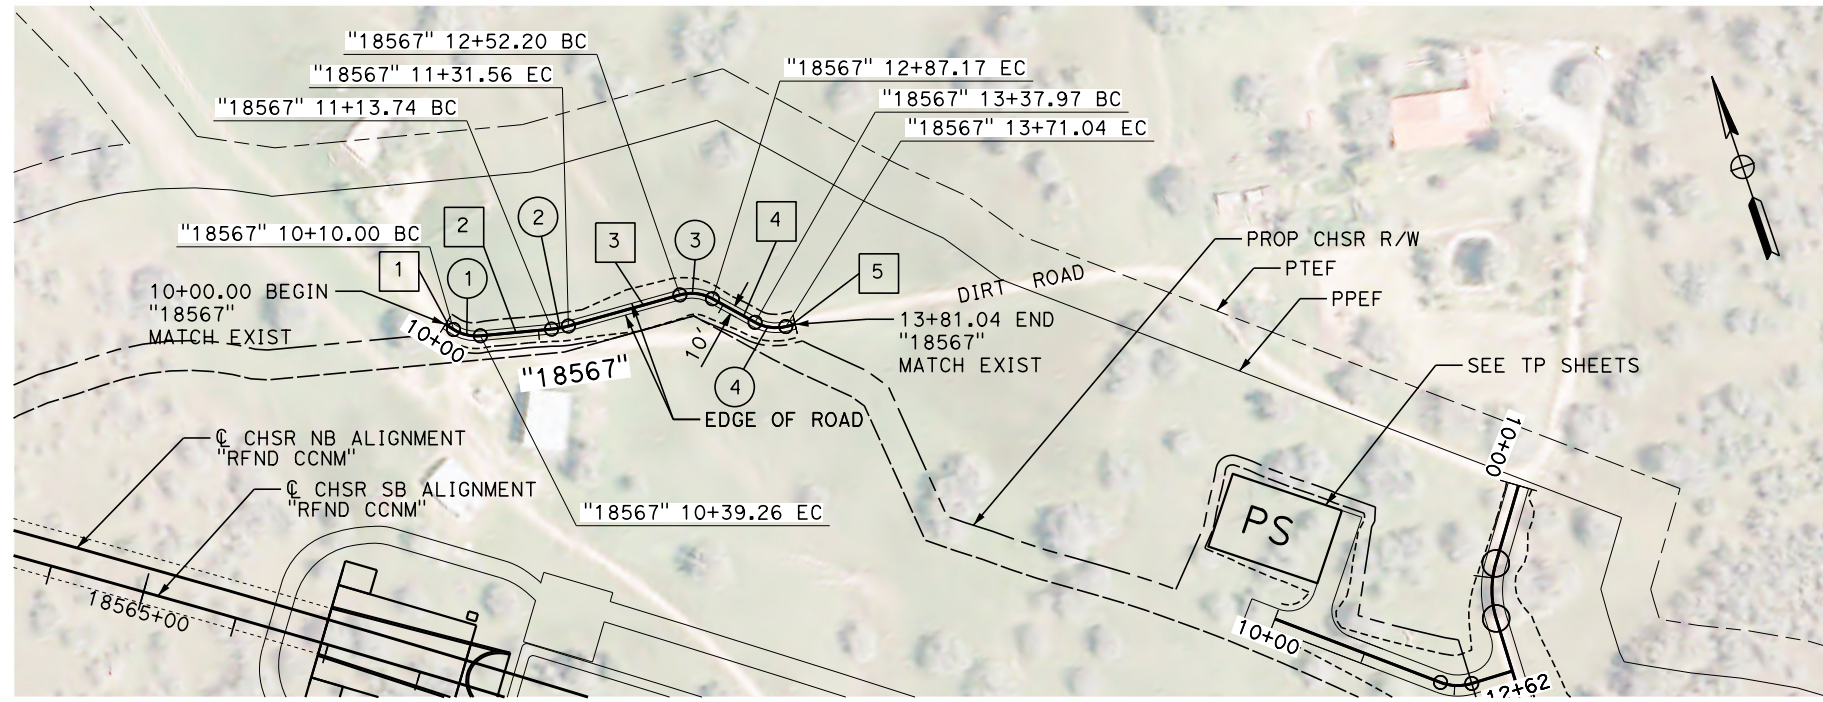 "18567" 12+52.20 BC
"18567" 11+31.56 EC
"18567" 11+13.74 BC
"18567" 12+87.17 EC
"18567" 13+37.97 BC
"18567" 13+71.04 EC
"18567" 10+10.00 BC
1
2
2
3
3
4
1
5
10+00.00 BEGIN
"18567"
MATCH EXIST
10+00
"18567"
10'
4
EDGE OF ROAD
13+81.04 END
"18567"
MATCH EXIST
DIRT ROAD
PROP CHSR R/W
PTEF
PPEF
SEE TP SHEETS
℄ CHSR NB ALIGNMENT
"RFND CCNM"
℄ CHSR SB ALIGNMENT
"RFND CCNM"
"18567" 10+39.26 EC
18565+00
PS
10+00
10+00
12+62